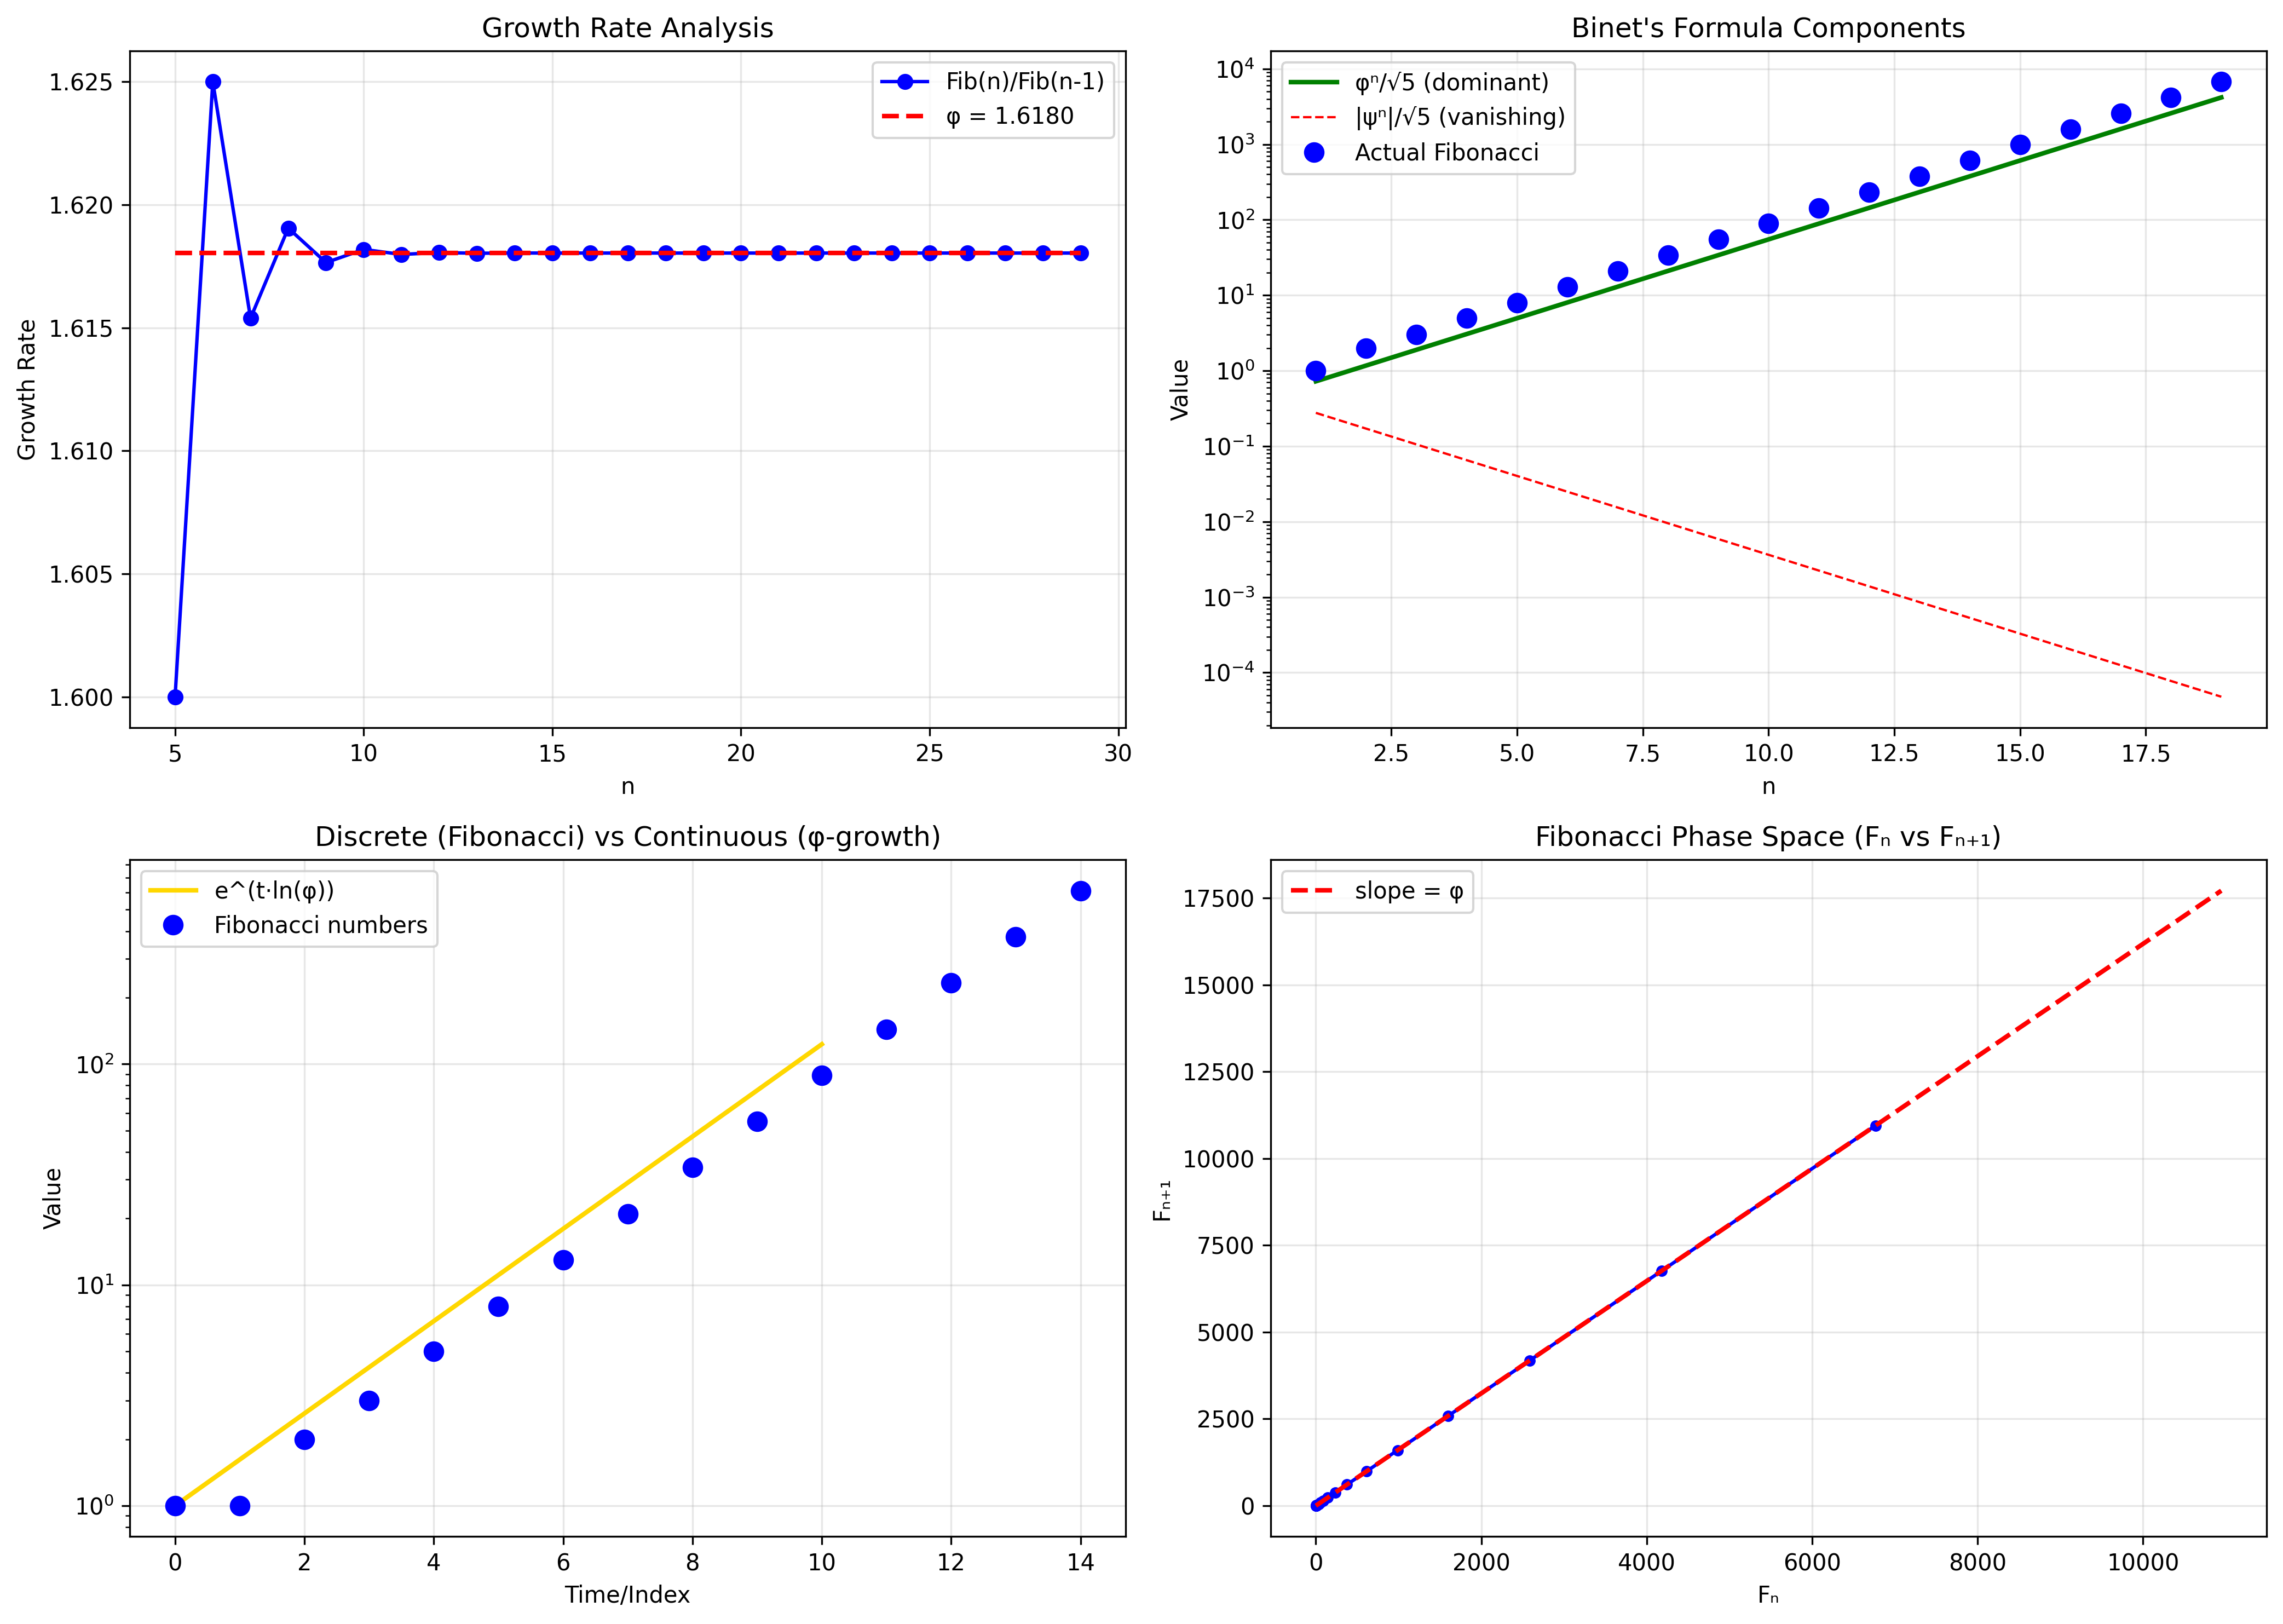 Growth Rate Analysis
Growth Rate
1.625
1.620
1.615
1.610
1.605
1.600
Fib(n)/Fib(n-1)
φ = 1.6180
5 10 15 20 25 30
n
Binet's Formula Components
Value
10⁴
10³
10²
10¹
10⁰
10⁻¹
10⁻²
10⁻³
10⁻⁴
φⁿ/√5 (dominant)
|ψⁿ|/√5 (vanishing)
Actual Fibonacci
2.5 5.0 7.5 10.0 12.5 15.0 17.5
n
Discrete (Fibonacci) vs Continuous (φ-growth)
Value
10²
10¹
10⁰
e^(t·ln(φ))
Fibonacci numbers
0 2 4 6 8 10 12 14
Time/Index
Fibonacci Phase Space (Fₙ vs Fₙ₊₁)
Fₙ₊₁
17500
15000
12500
10000
7500
5000
2500
0
slope = φ
0 2000 4000 6000 8000 10000
Fₙ